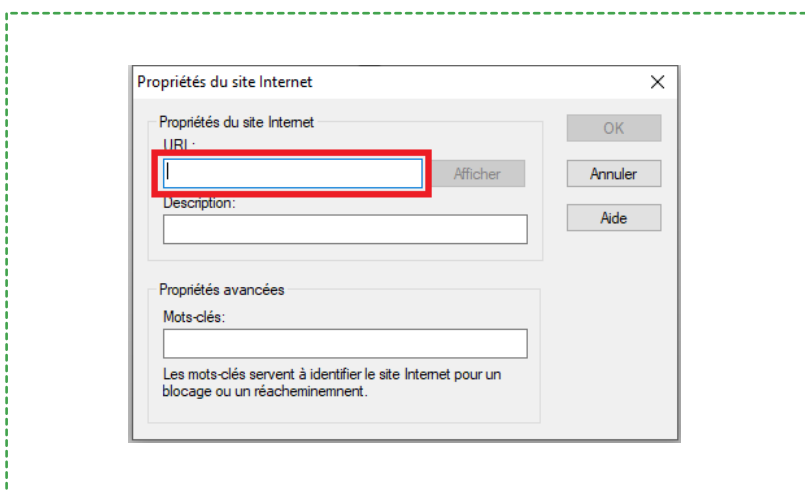 Propriétés du site Internet
Propriétés du site Internet
URL:
Afficher
Description:
OK
Annuler
Aide
Propriétés avancées
Mots-clés:
Les mots-clés servent à identifier le site Internet pour un
blocage ou un réacheminemnent.